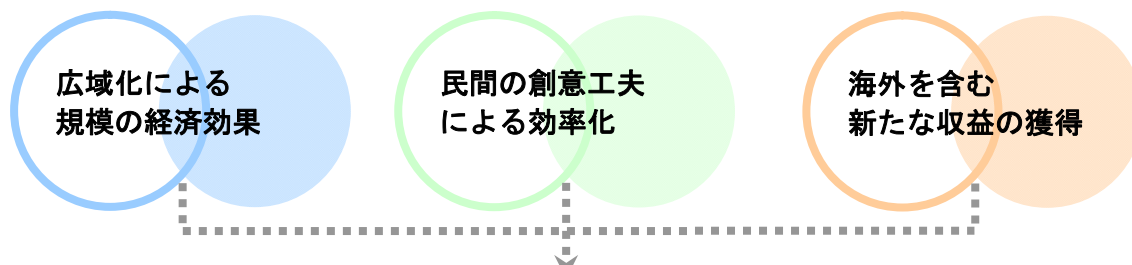 広域化による
規模の経済効果
民間の創意工夫
による効率化
海外を含む
新たな収益の獲得